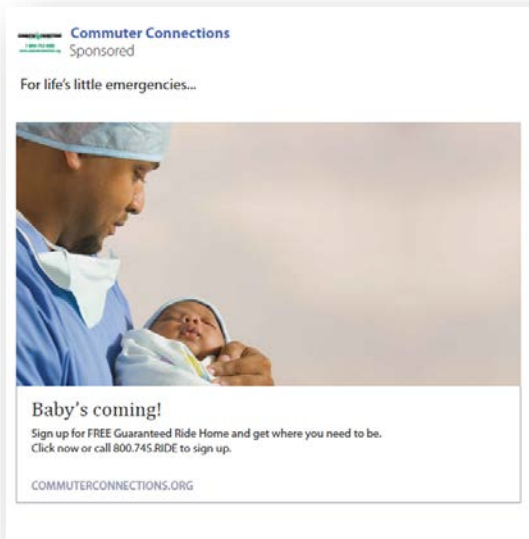 Commuter Connections
Sponsored
For life's little emergencies...
Baby's coming!
Sign up for FREE Guaranteed Ride Home and get where you need to be.
Click now or call 800.745.RIDE to sign up.
COMMUTERCONNECTIONS.ORG